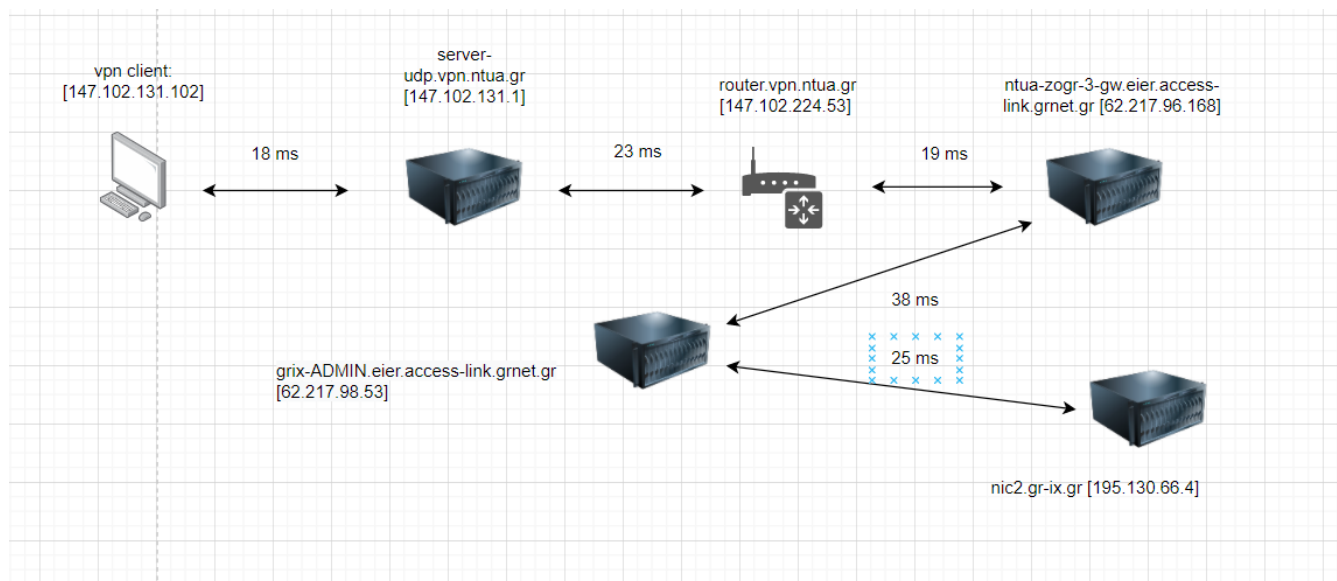 vpn client:
[147.102.131.102]
server-
udp.vpn.ntua.gr
[147.102.131.1]
router.vpn.ntua.gr
[147.102.224.53]
ntua-zogr-3-gw.eier.access-
link.grnet.gr [62.217.96.168]
18 ms
23 ms
19 ms
38 ms
25 ms
grix-ADMIN.eier.access-link.grnet.gr
[62.217.98.53]
nic2.gr-ix.gr [195.130.66.4]